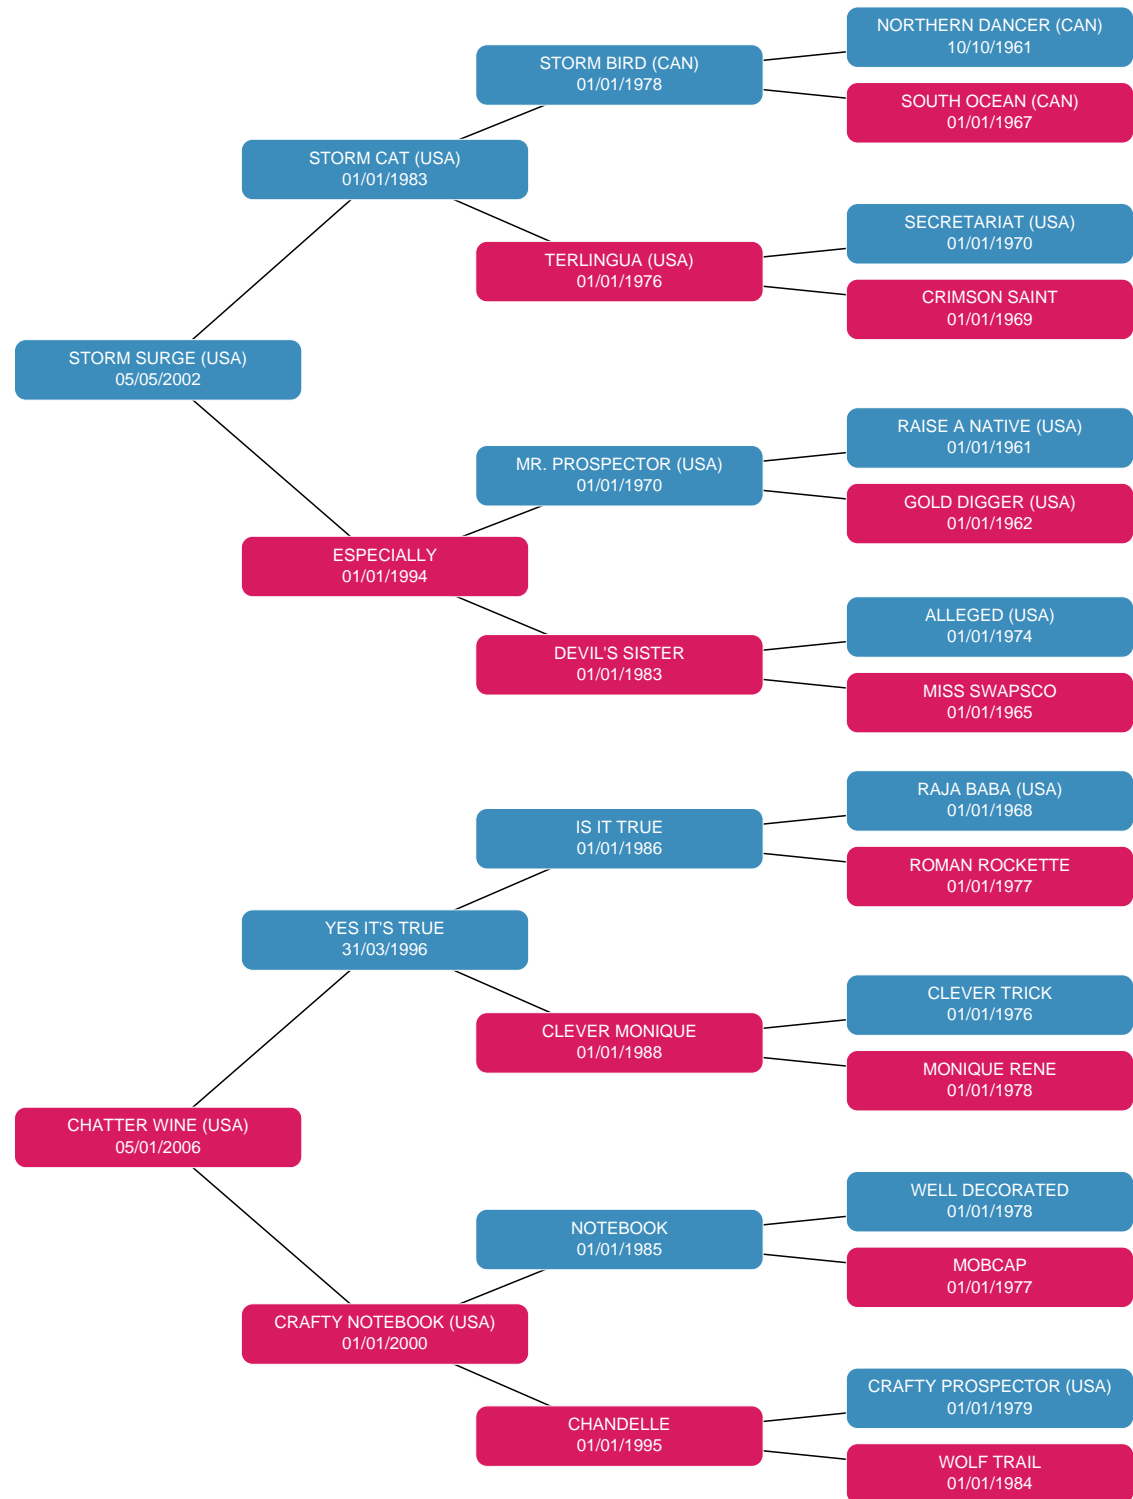 NORTHERN DANCER (CAN)
10/10/1961
STORM BIRD (CAN)
01/01/1978
SOUTH OCEAN (CAN)
01/01/1967
STORM CAT (USA)
01/01/1983
SECRETARIAT (USA)
01/01/1970
TERLINGUA (USA)
01/01/1976
CRIMSON SAINT
01/01/1969
STORM SURGE (USA)
05/05/2002
RAISE A NATIVE (USA)
01/01/1961
MR. PROSPECTOR (USA)
01/01/1970
GOLD DIGGER (USA)
01/01/1962
ESPECIALLY
01/01/1994
ALLEGED (USA)
01/01/1974
DEVIL'S SISTER
01/01/1983
MISS SWAPSCO
01/01/1965
RAJA BABA (USA)
01/01/1968
IS IT TRUE
01/01/1986
ROMAN ROCKETTE
01/01/1977
YES IT'S TRUE
31/03/1996
CLEVER TRICK
01/01/1976
CLEVER MONIQUE
01/01/1988
MONIQUE RENE
01/01/1978
CHATTER WINE (USA)
05/01/2006
WELL DECORATED
01/01/1978
NOTEBOOK
01/01/1985
MOBCAP
01/01/1977
CRAFTY NOTEBOOK (USA)
01/01/2000
CRAFTY PROSPECTOR (USA)
01/01/1979
CHANDELLE
01/01/1995
WOLF TRAIL
01/01/1984